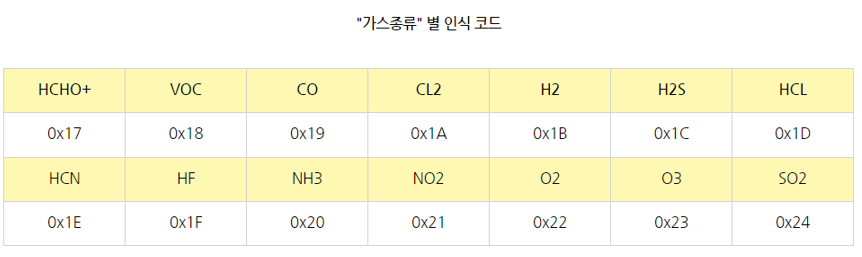 "가스종류" 별 인식 코드
HCHO+ VOC CO CL2 H2 H2S HCL
0x17 0x18 0x19 0x1A 0x1B 0x1C 0x1D
HCN HF NH3 NO2 O2 O3 SO2
0x1E 0x1F 0x20 0x21 0x22 0x23 0x24